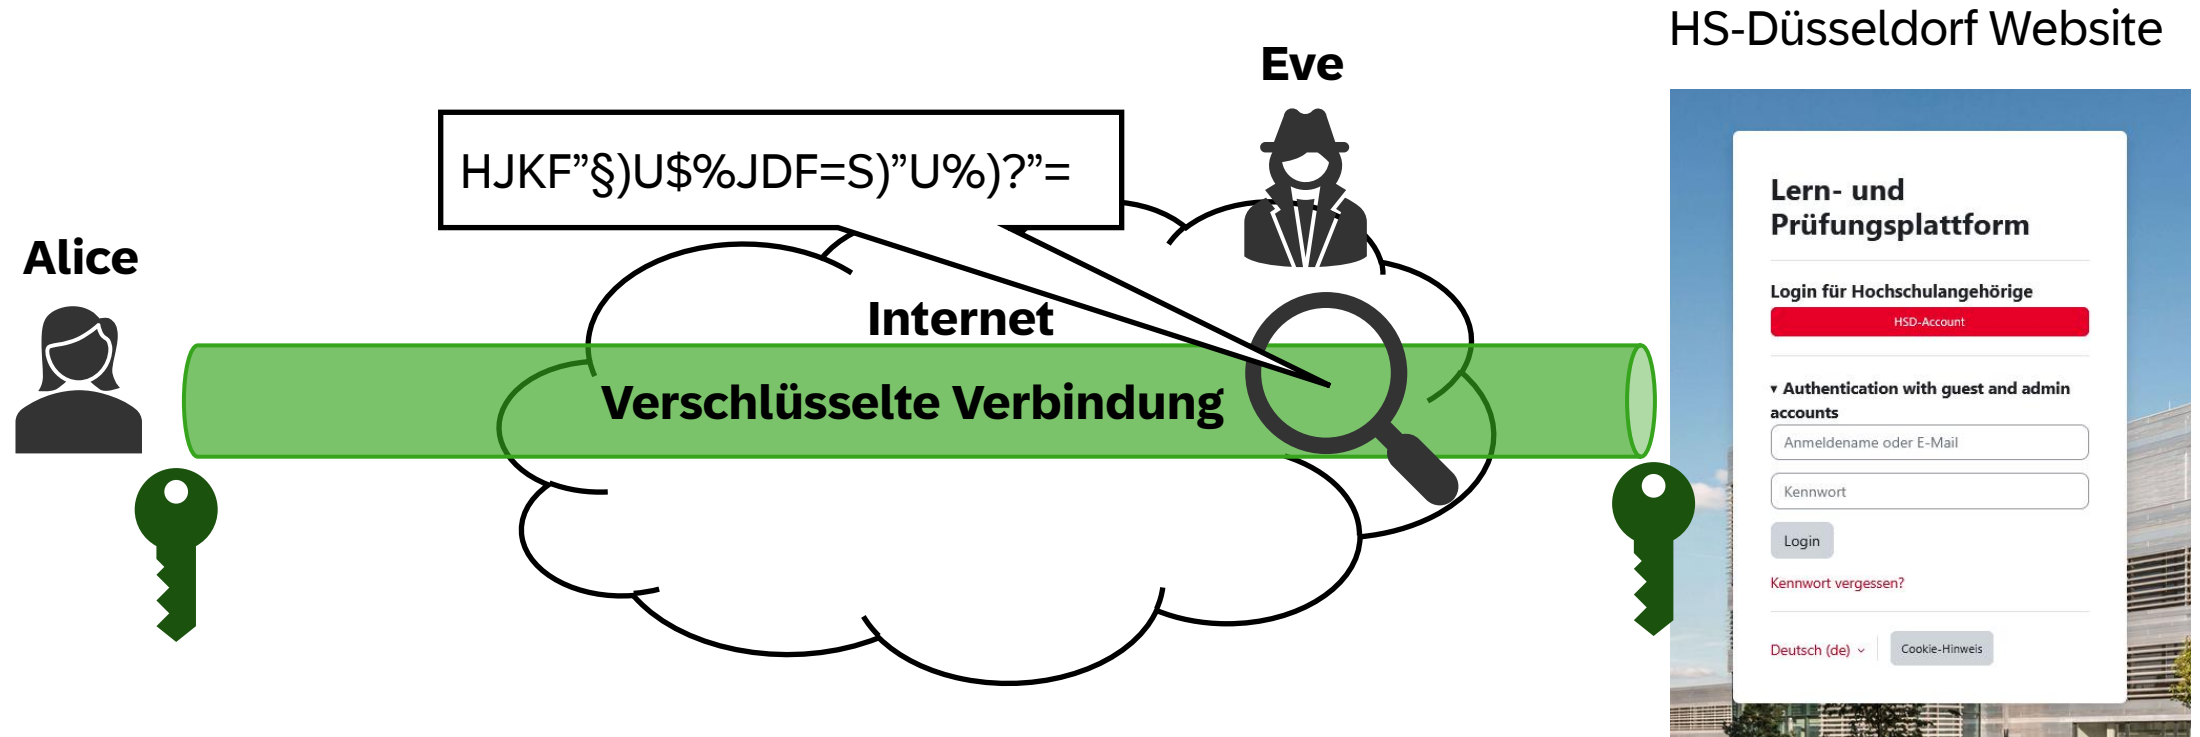 HS-Düsseldorf Website
Eve
HJKF”§)U$%JDF=S)”U%)?”=
Alice
Internet
Verschlüsselte Verbindung
Lern- und
Prüfungsplattform
Login für Hochschulangehörige
HSD-Account
▾ Authentication with guest and admin
accounts
Anmeldename oder E-Mail
Kennwort
Login
Kennwort vergessen?
Deutsch (de)
Cookie-Hinweis